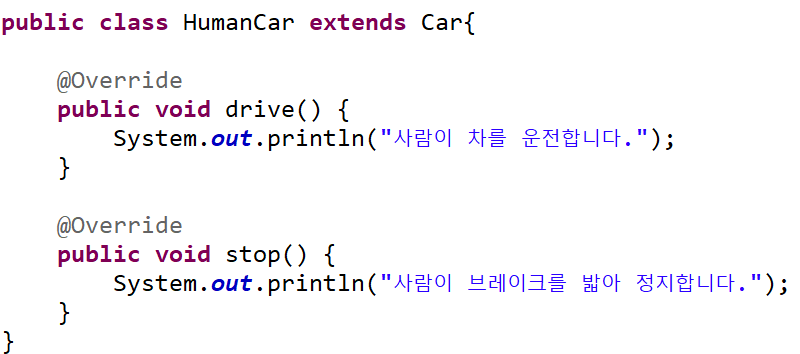 public class HumanCar extends Car{
@Override
public void drive() {
System.out.println("사람이 차를 운전합니다.");
}
@Override
public void stop() {
System.out.println("사람이 브레이크를 밟아 정지합니다.");
}
}